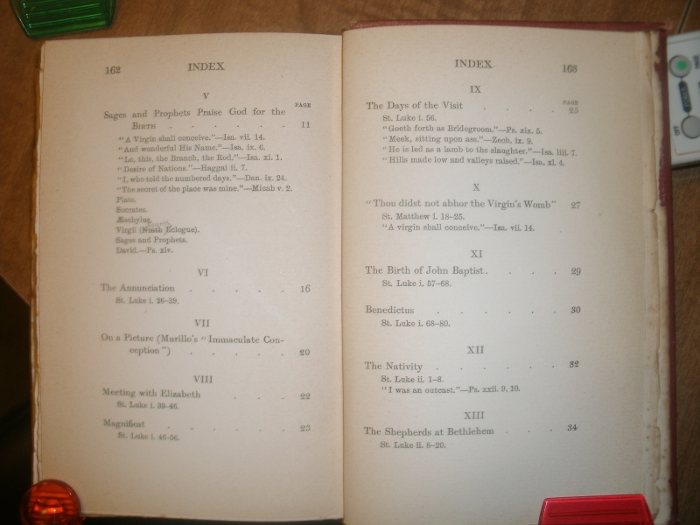 162 INDEX
V
PAGE
Sages and Prophets Praise God for the
Birth . . . . . . 11
"A Virgin shall conceive."—Isa. vii. 14.
"And wonderful His Name."—Isa. ix. 6.
"Lo, this, the Branch, the Rod."—Isa. xi. 1.
"Desire of Nations."—Haggai ii. 7.
"I, who told the numbered days."—Dan. ix. 24.
"The secret of the place was mine."—Micah v. 2.
Plato.
Socrates.
Æschylus.
Virgil (Ninth Eclogue).
Sages and Prophets.
David.—Ps. xlv.
VI
The Annunciation . . . . . 16
St. Luke i. 26-39.
VII
On a Picture (Murillo's "Immaculate Con-
ception") . . . . . 20
VIII
Meeting with Elizabeth . . . 22
St. Luke i. 39-46.
Magnificat . . . . . 23
St. Luke i. 46-56.
INDEX 163
IX
PAGE
The Days of the Visit . . . . 25
St. Luke i. 56.
"Goeth forth as Bridegroom."—Ps. xix. 5.
"Meek, sitting upon ass."—Zech. ix. 9.
"He is led as a lamb to the slaughter."—Isa. liii. 7.
"Hills made low and valleys raised."—Isa. xl. 4.
X
"Thou didst not abhor the Virgin's Womb" 27
St. Matthew i. 18-25.
"A virgin shall conceive."—Isa. vii. 14.
XI
The Birth of John Baptist . . . . 29
St. Luke i. 57-68.
Benedictus . . . . . . 30
St. Luke i. 68-80.
XII
The Nativity . . . . . . 32
St. Luke ii. 1-8.
"I was an outcast."—Ps. xxii. 9, 10.
XIII
The Shepherds at Bethlehem . . . 34
St. Luke ii. 8-20.